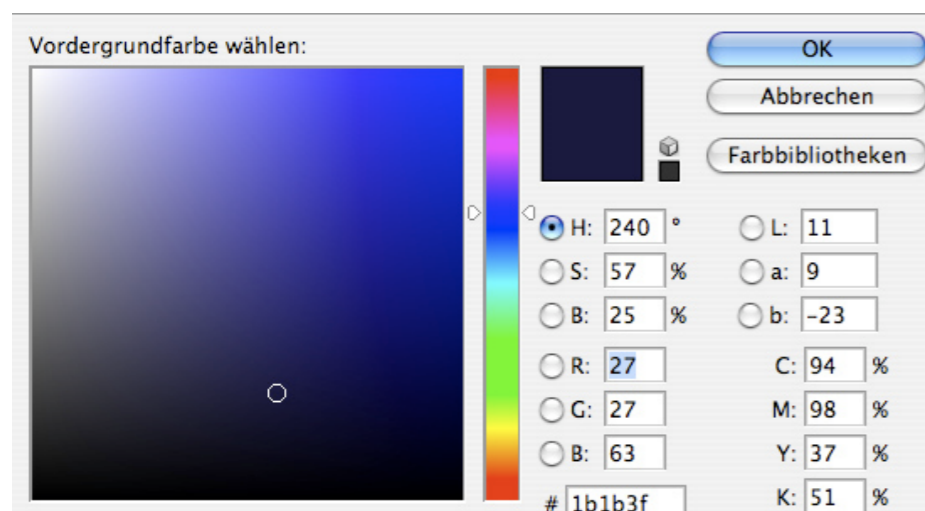 Vordergrundfarbe wählen:
OK
Abbrechen
Farbbibliotheken
H: 240 °
S: 57 %
B: 25 %
R: 27
G: 27
B: 63
# 1b1b3f
L: 11
a: 9
b: -23
C: 94 %
M: 98 %
Y: 37 %
K: 51 %